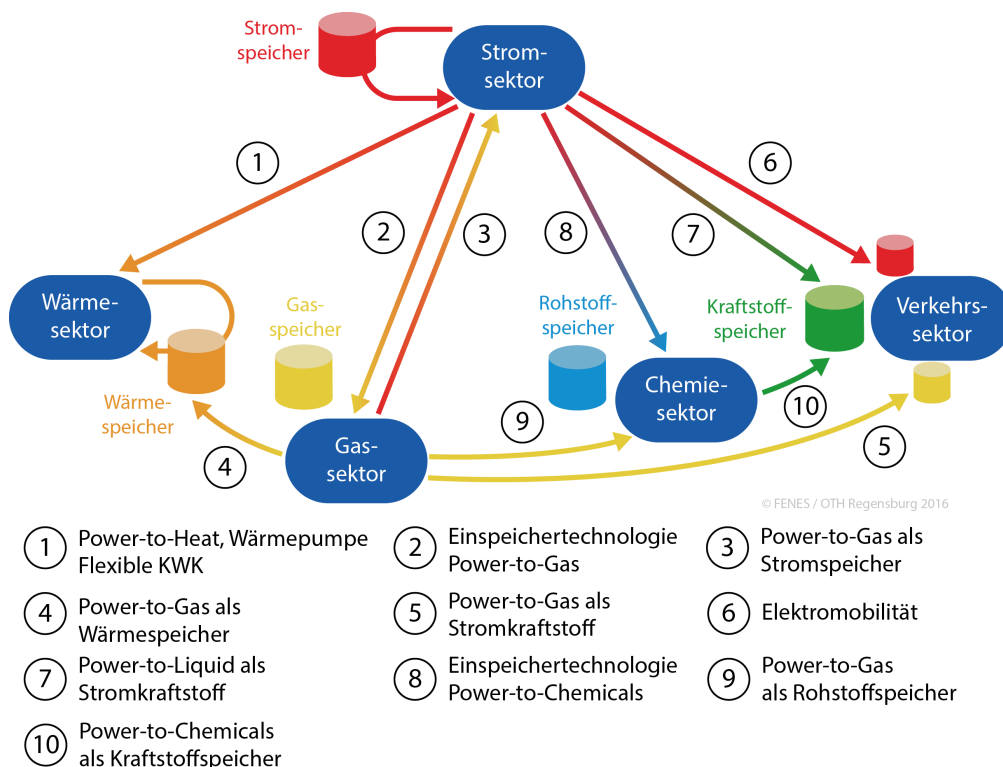 Strom-
speicher
Strom-
sektor
1
2
3
8
7
6
Wärme-
sektor
Gas-
speicher
Rohstoff-
speicher
Kraftstoff-
speicher
Verkehrs-
sektor
Wärme-
speicher
Chemie-
sektor
Gas-
sektor
4
9
10
5
© FENES / OTH Regensburg 2016
1 Power-to-Heat, Wärmepumpe
Flexible KWK
2 Einspeichertechnologie
Power-to-Gas
3 Power-to-Gas als
Stromspeicher
4 Power-to-Gas als
Wärmespeicher
5 Power-to-Gas als
Stromkraftstoff
6 Elektromobilität
7 Power-to-Liquid als
Stromkraftstoff
8 Einspeichertechnologie
Power-to-Chemicals
9 Power-to-Gas
als Rohstoffspeicher
10 Power-to-Chemicals
als Kraftstoffspeicher